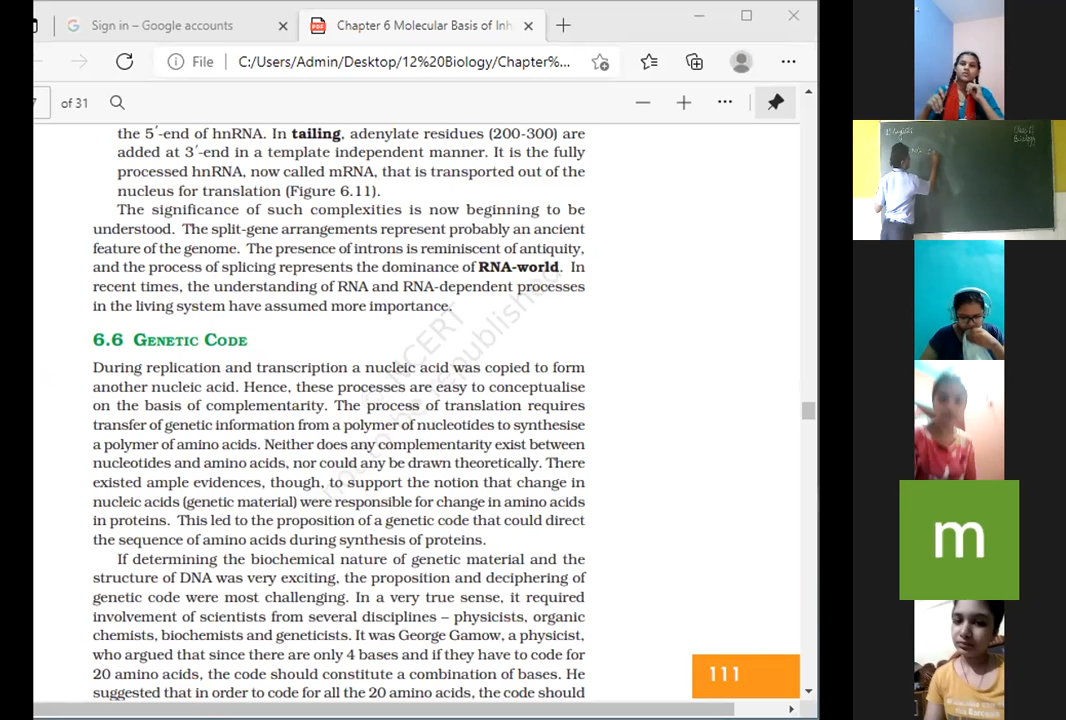 Sign in – Google accounts
Chapter 6 Molecular Basis of Inh
File
C:/Users/Admin/Desktop/12%20Biology/Chapter%...
7 of 31
the 5′-end of hnRNA. In tailing, adenylate residues (200-300) are
added at 3′-end in a template independent manner. It is the fully
processed hnRNA, now called mRNA, that is transported out of the
nucleus for translation (Figure 6.11).
The significance of such complexities is now beginning to be
understood. The split-gene arrangements represent probably an ancient
feature of the genome. The presence of introns is reminiscent of antiquity,
and the process of splicing represents the dominance of RNA-world. In
recent times, the understanding of RNA and RNA-dependent processes
in the living system have assumed more importance.
6.6 GENETIC CODE
During replication and transcription a nucleic acid was copied to form
another nucleic acid. Hence, these processes are easy to conceptualise
on the basis of complementarity. The process of translation requires
transfer of genetic information from a polymer of nucleotides to synthesise
a polymer of amino acids. Neither does any complementarity exist between
nucleotides and amino acids, nor could any be drawn theoretically. There
existed ample evidences, though, to support the notion that change in
nucleic acids (genetic material) were responsible for change in amino acids
in proteins. This led to the proposition of a genetic code that could direct
the sequence of amino acids during synthesis of proteins.
If determining the biochemical nature of genetic material and the
structure of DNA was very exciting, the proposition and deciphering of
genetic code were most challenging. In a very true sense, it required
involvement of scientists from several disciplines – physicists, organic
chemists, biochemists and geneticists. It was George Gamow, a physicist,
who argued that since there are only 4 bases and if they have to code for
20 amino acids, the code should constitute a combination of bases. He
suggested that in order to code for all the 20 amino acids, the code should
© NCERT
not to be republished
111
Biology
m